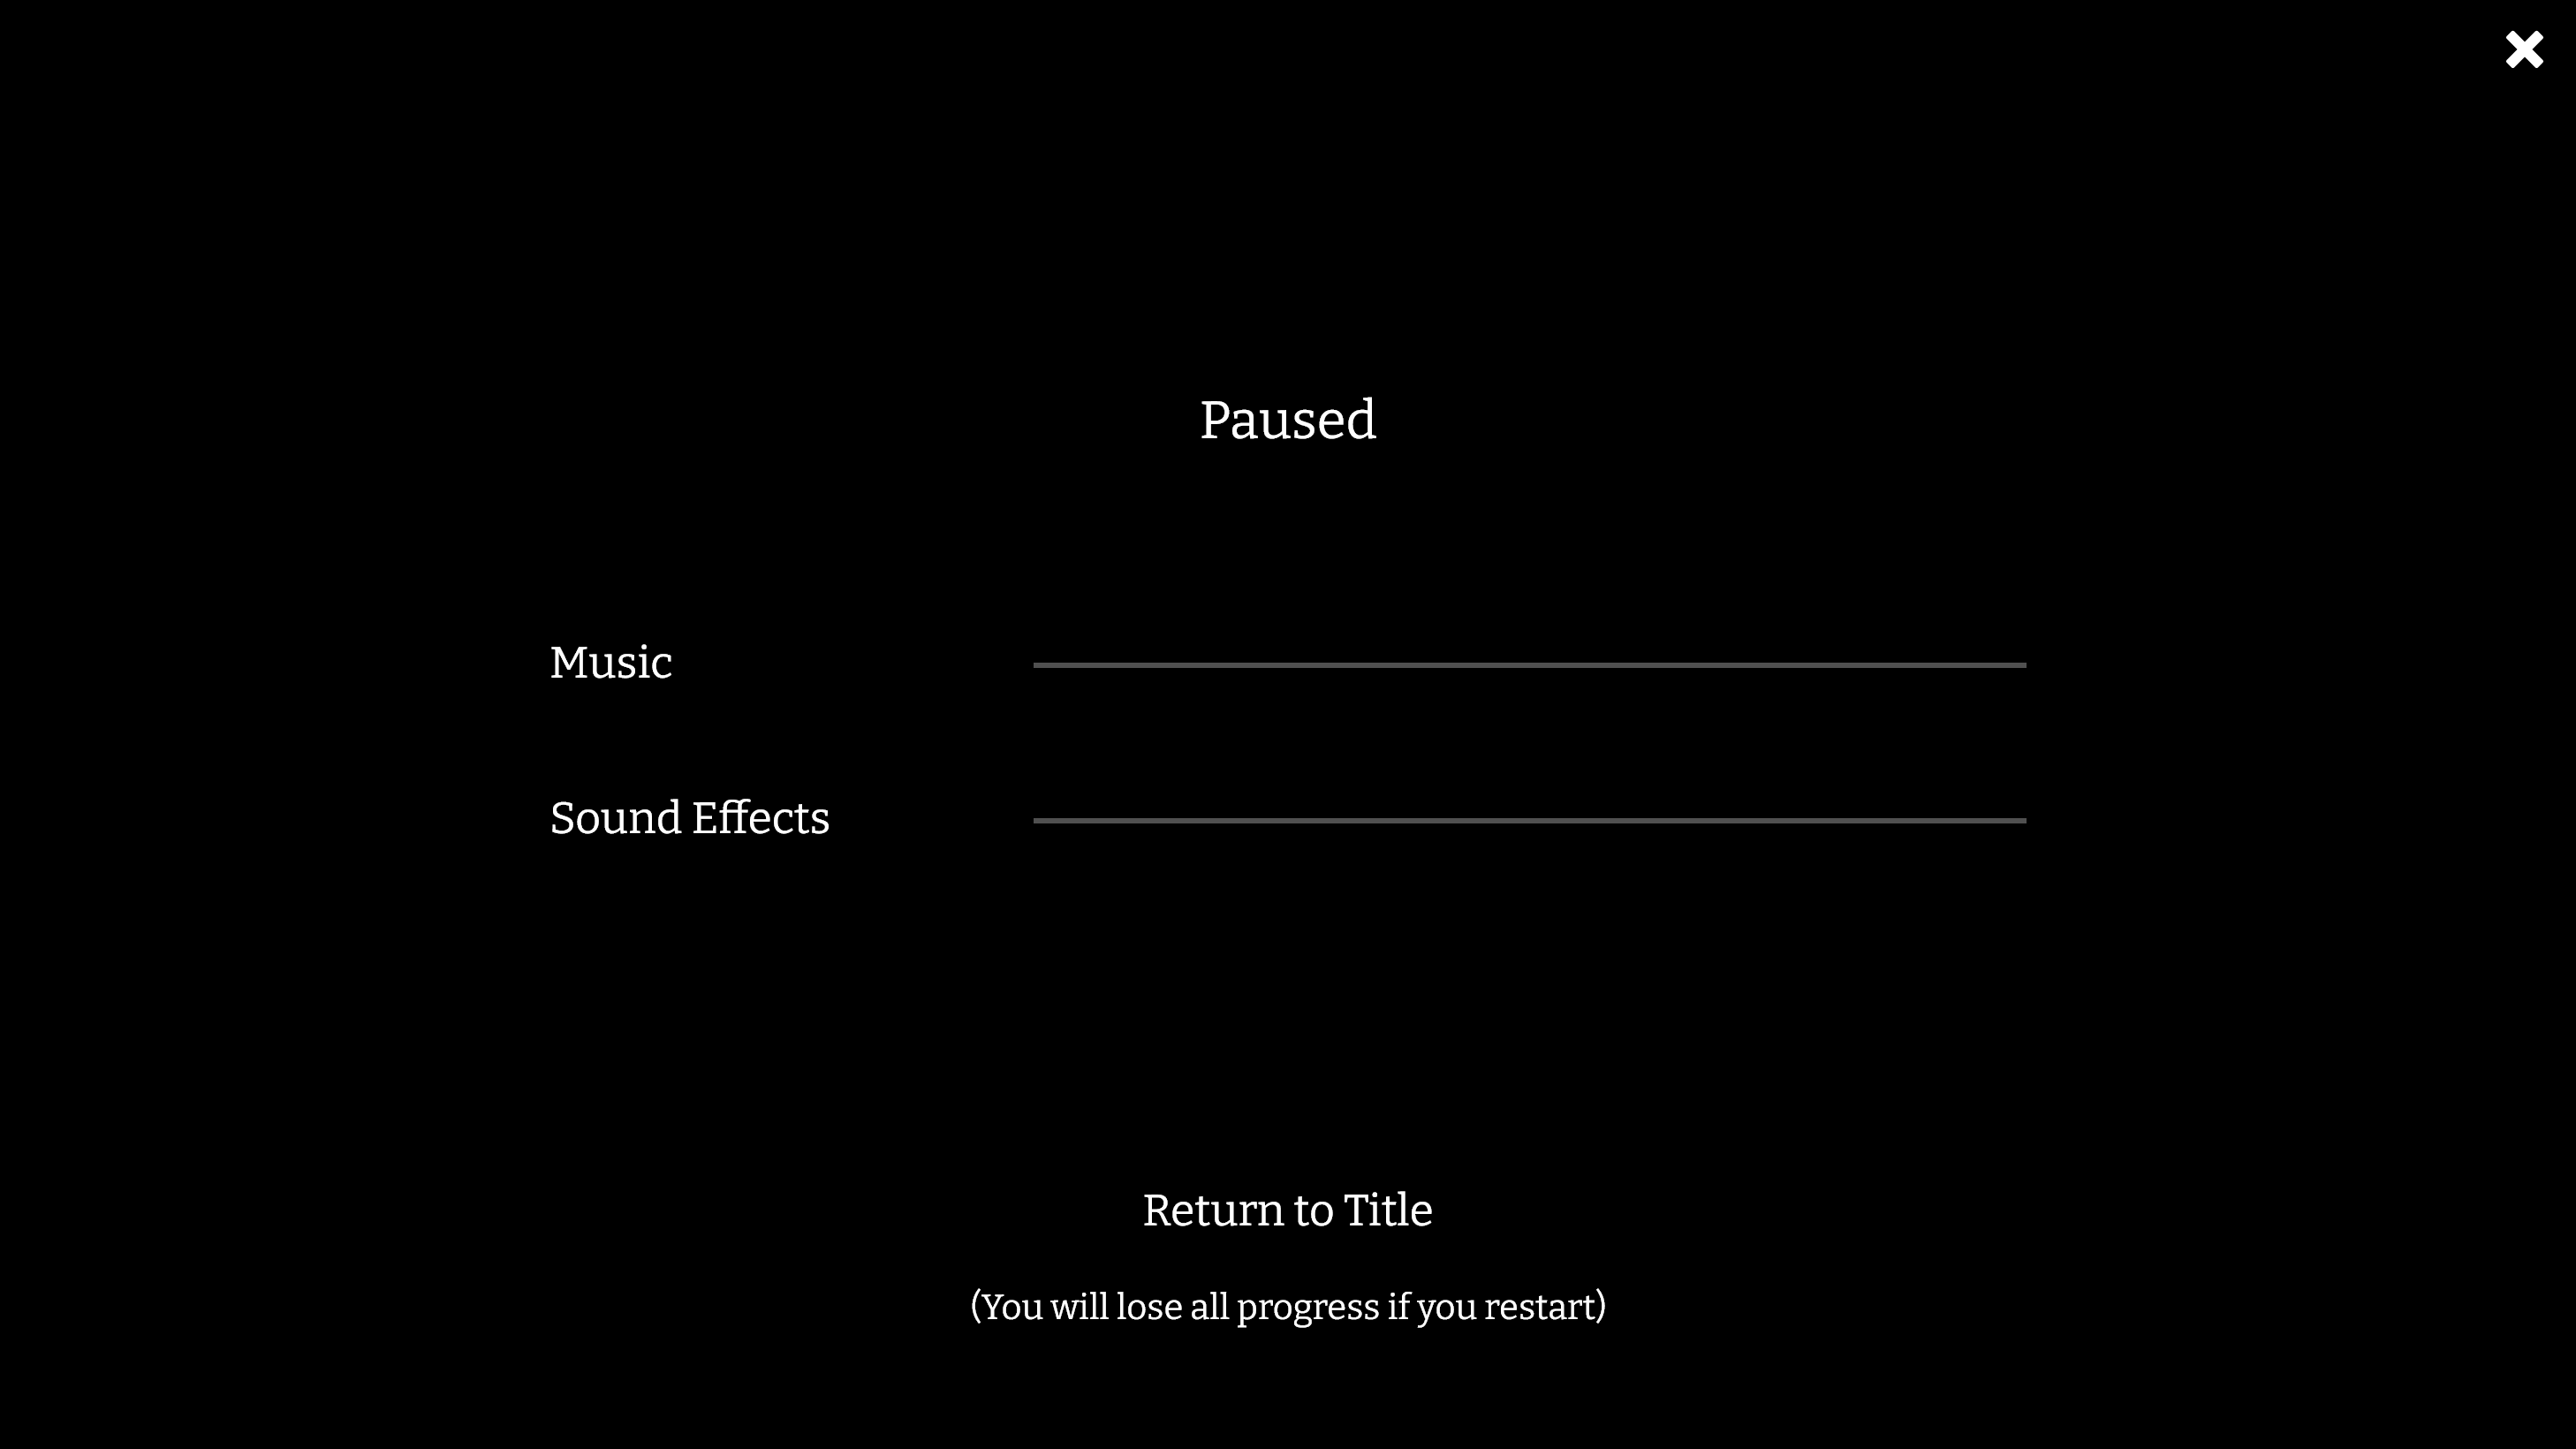 Paused
Music
Sound Effects
Return to Title
(You will lose all progress if you restart)